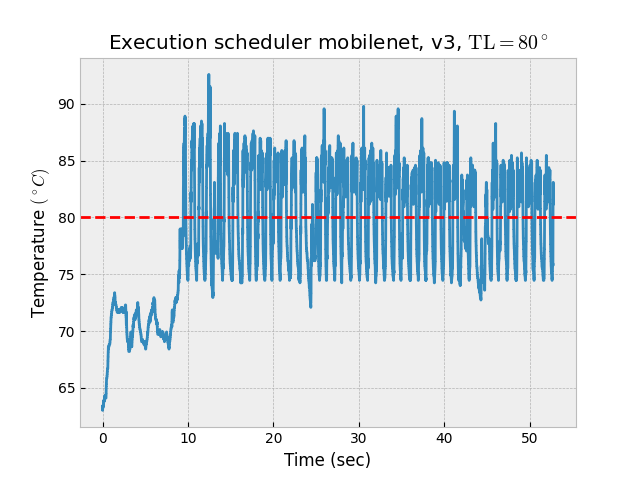 Execution scheduler mobilenet, v3, TL = 80°
90
85
80
75
70
65
Temperature (°C)
0 10 20 30 40 50
Time (sec)